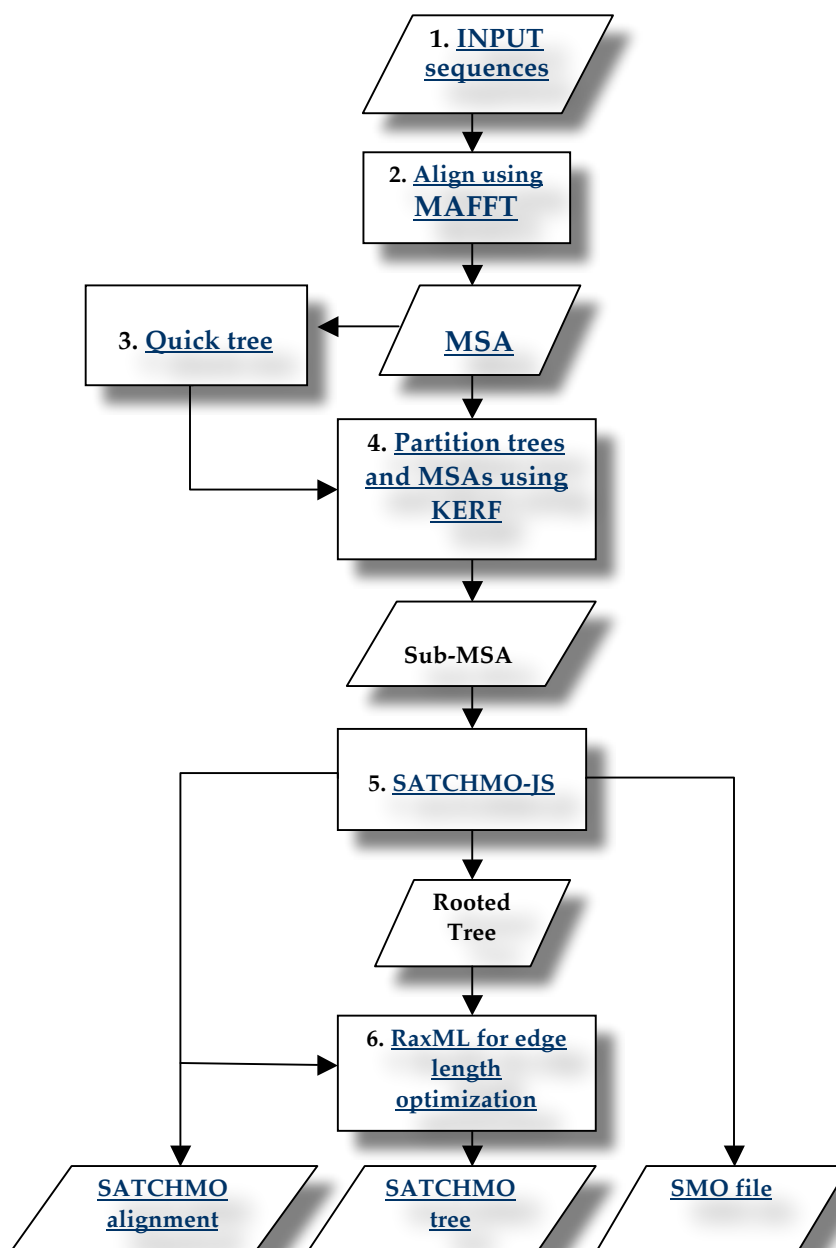 1. INPUT
sequences
2. Align using
MAFFT
3. Quick tree
MSA
4. Partition trees
and MSAs using
KERF
Sub-MSA
5. SATCHMO-JS
Rooted
Tree
6. RaxML for edge
length
optimization
SATCHMO
alignment
SATCHMO
tree
SMO file